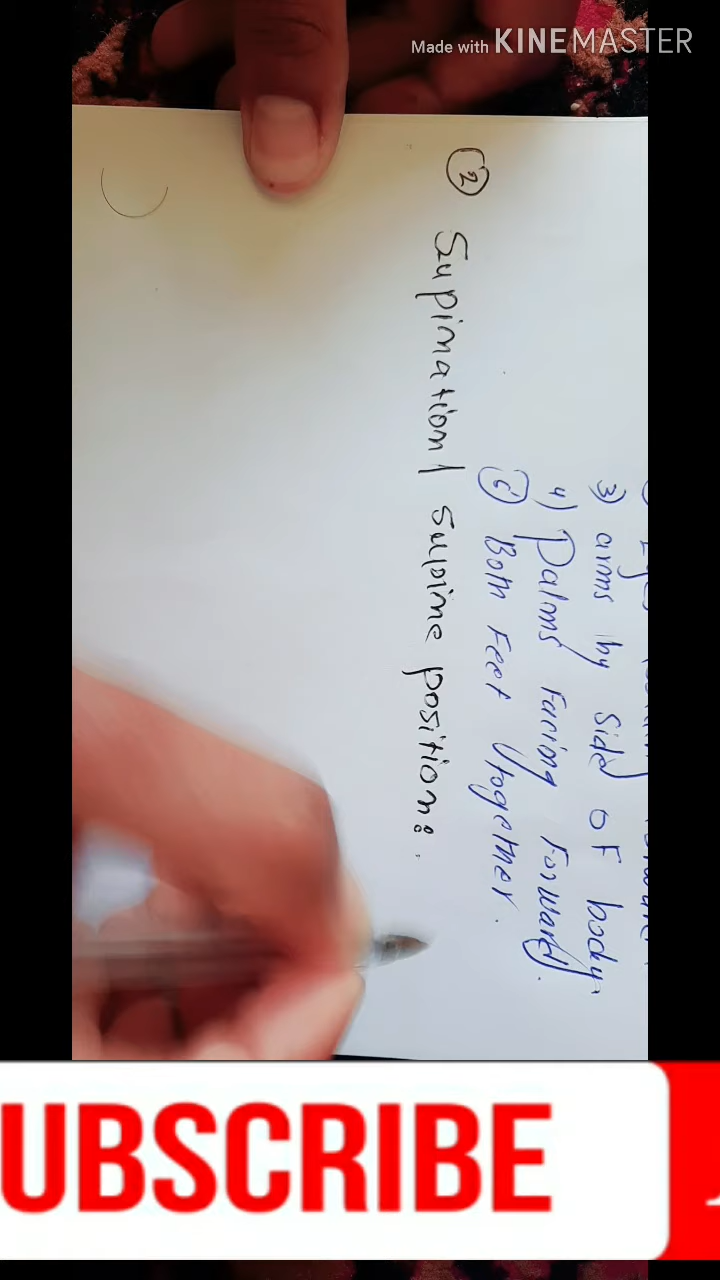 Made with KINEMASTER
3) arms by side OF body.
4) Palms Facing Forward.
6) Both Feet together.
2 Supination/ supine position:
UBSCRIBE